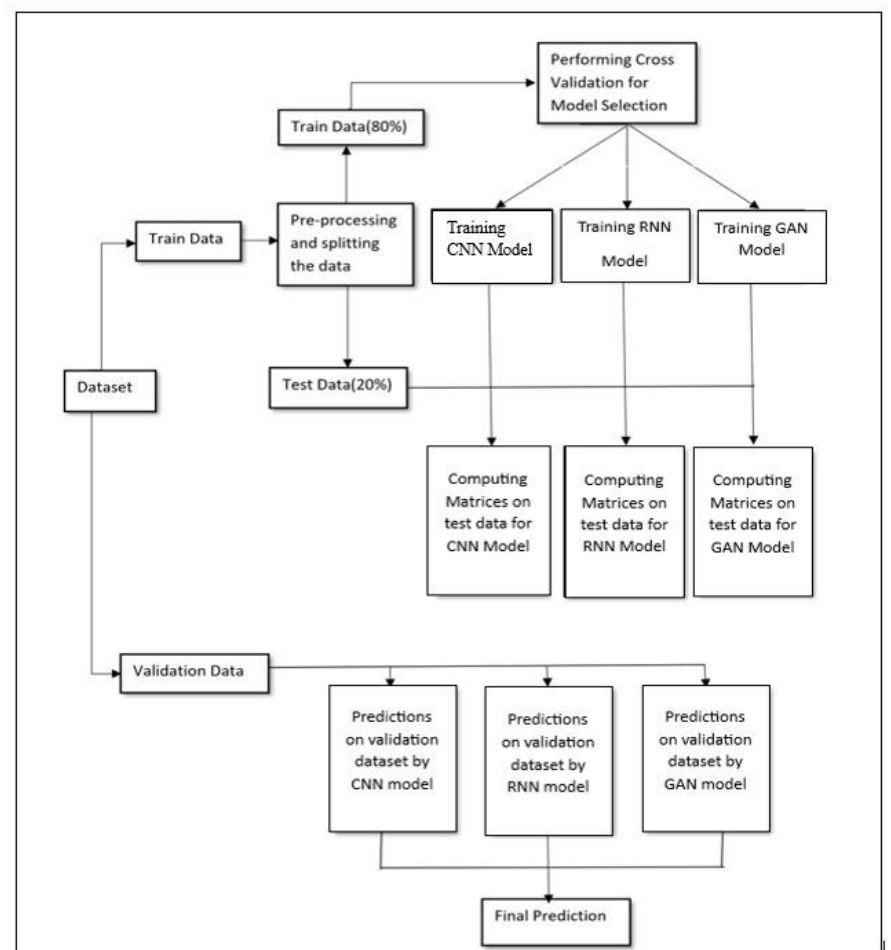 Performing Cross
Validation for
Model Selection
Train Data(80%)
Pre-processing
and splitting
the data
Train Data
Training
CNN Model
Training RNN
Model
Training GAN
Model
Dataset
Test Data(20%)
Computing
Matrices on
test data for
CNN Model
Computing
Matrices on
test data for
RNN Model
Computing
Matrices on
test data for
GAN Model
Validation Data
Predictions
on validation
dataset by
CNN model
Predictions
on validation
dataset by
RNN model
Predictions
on validation
dataset by
GAN model
Final Prediction